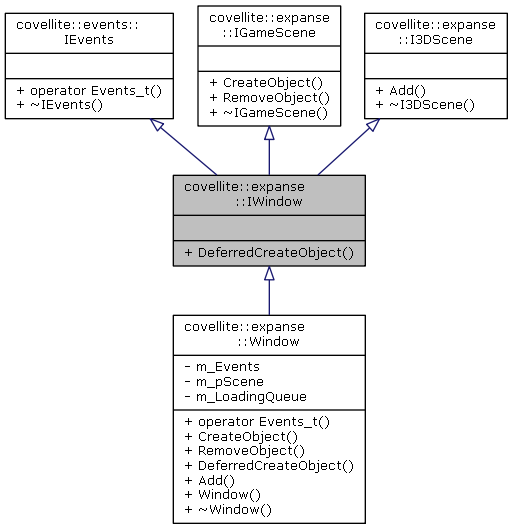 covellite::events::
IEvents
+ operator Events_t()
+ ~IEvents()
covellite::expanse
::IGameScene
+ CreateObject()
+ RemoveObject()
+ ~IGameScene()
covellite::expanse
::I3DScene
+ Add()
+ ~I3DScene()
covellite::expanse
::IWindow
+ DeferredCreateObject()
covellite::expanse
::Window
- m_Events
- m_pScene
- m_LoadingQueue
+ operator Events_t()
+ CreateObject()
+ RemoveObject()
+ DeferredCreateObject()
+ Add()
+ Window()
+ ~Window()